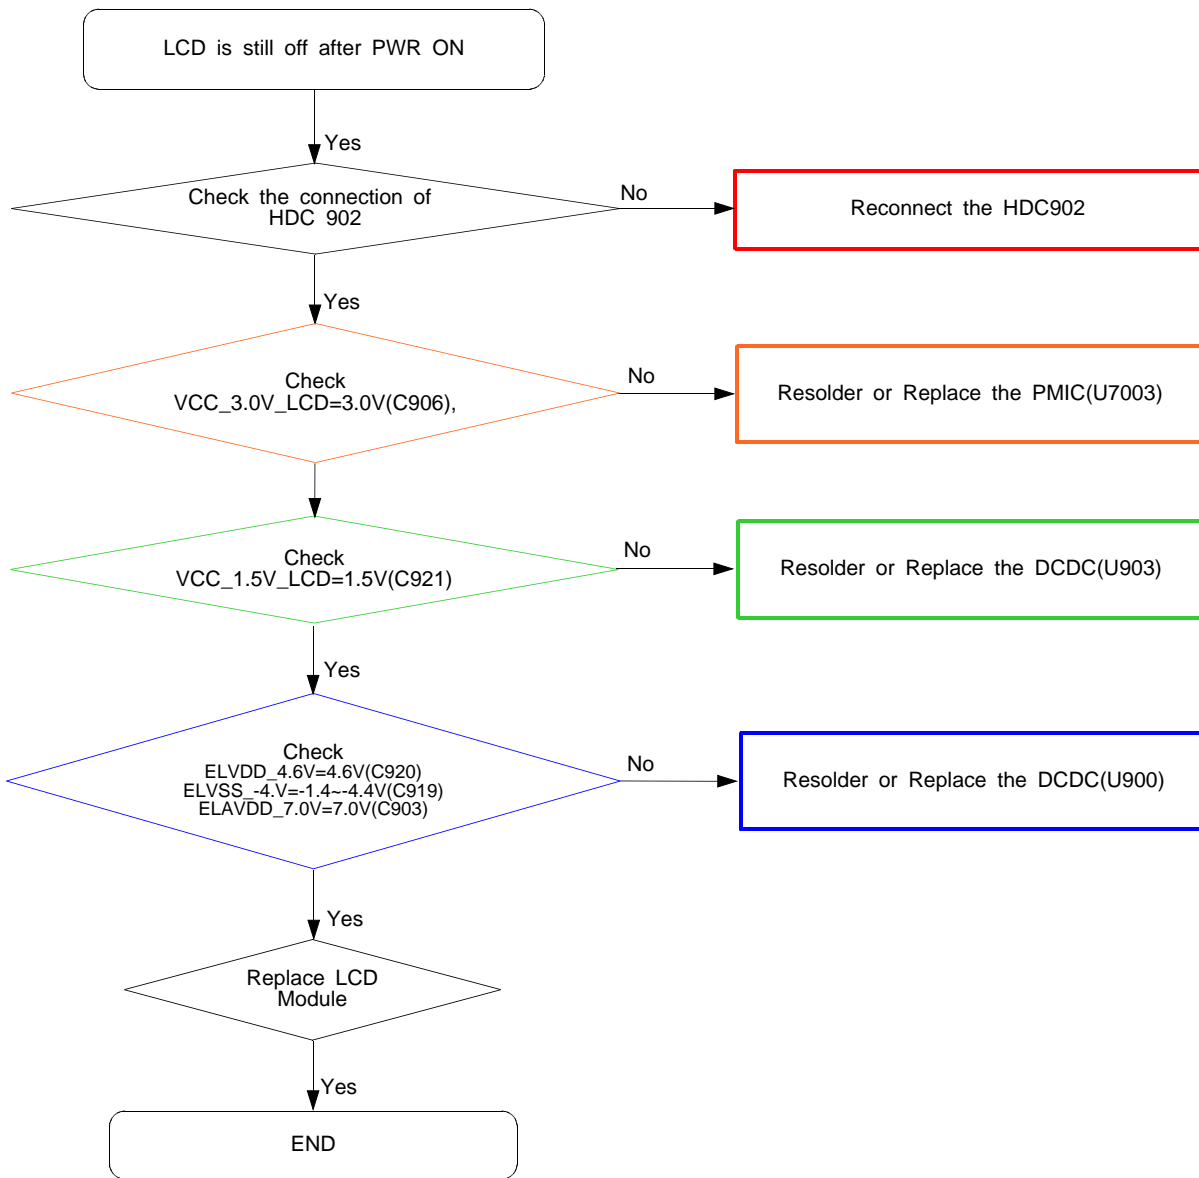 LCD is still off after PWR ON
Yes
Check the connection of
HDC 902
No
Reconnect the HDC902
Yes
Check
VCC_3.0V_LCD=3.0V(C906),
No
Resolder or Replace the PMIC(U7003)
Check
VCC_1.5V_LCD=1.5V(C921)
No
Resolder or Replace the DCDC(U903)
Yes
Check
ELVDD_4.6V=4.6V(C920)
ELVSS_-4.V=-1.4~-4.4V(C919)
ELAVDD_7.0V=7.0V(C903)
No
Resolder or Replace the DCDC(U900)
Yes
Replace LCD
Module
Yes
END